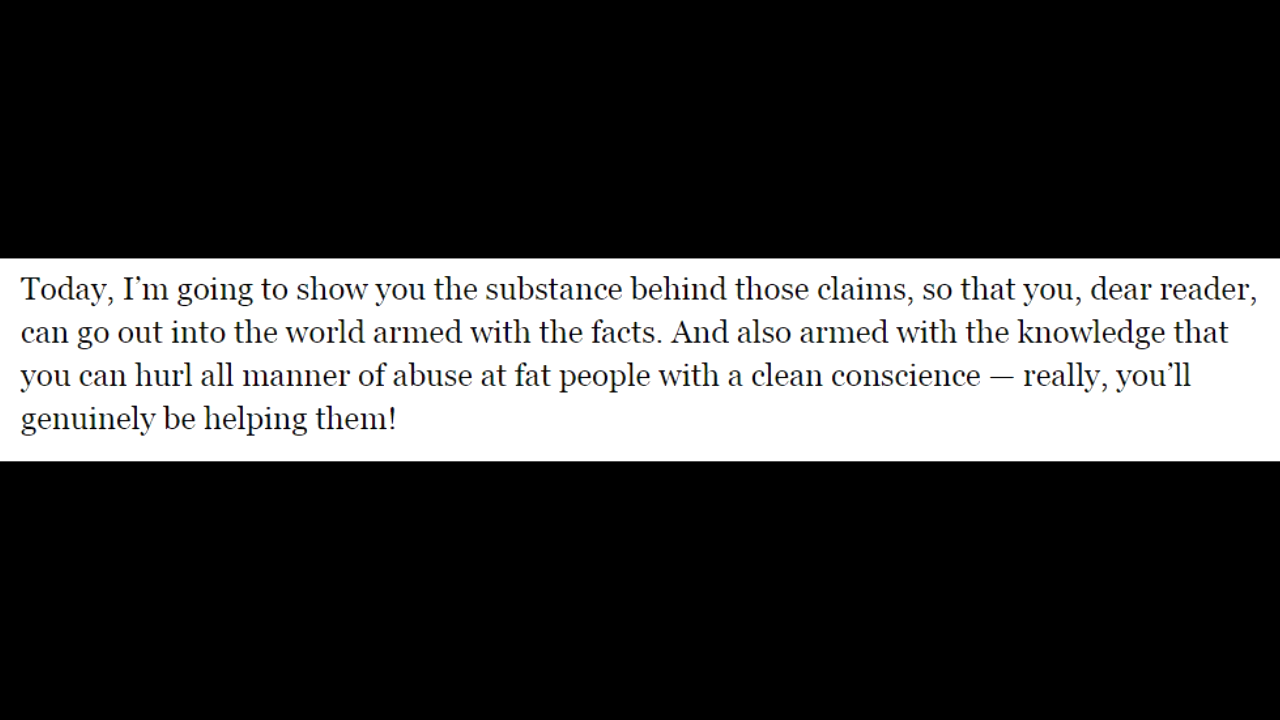 Today, I’m going to show you the substance behind those claims, so that you, dear reader,
can go out into the world armed with the facts. And also armed with the knowledge that
you can hurl all manner of abuse at fat people with a clean conscience — really, you’ll
genuinely be helping them!